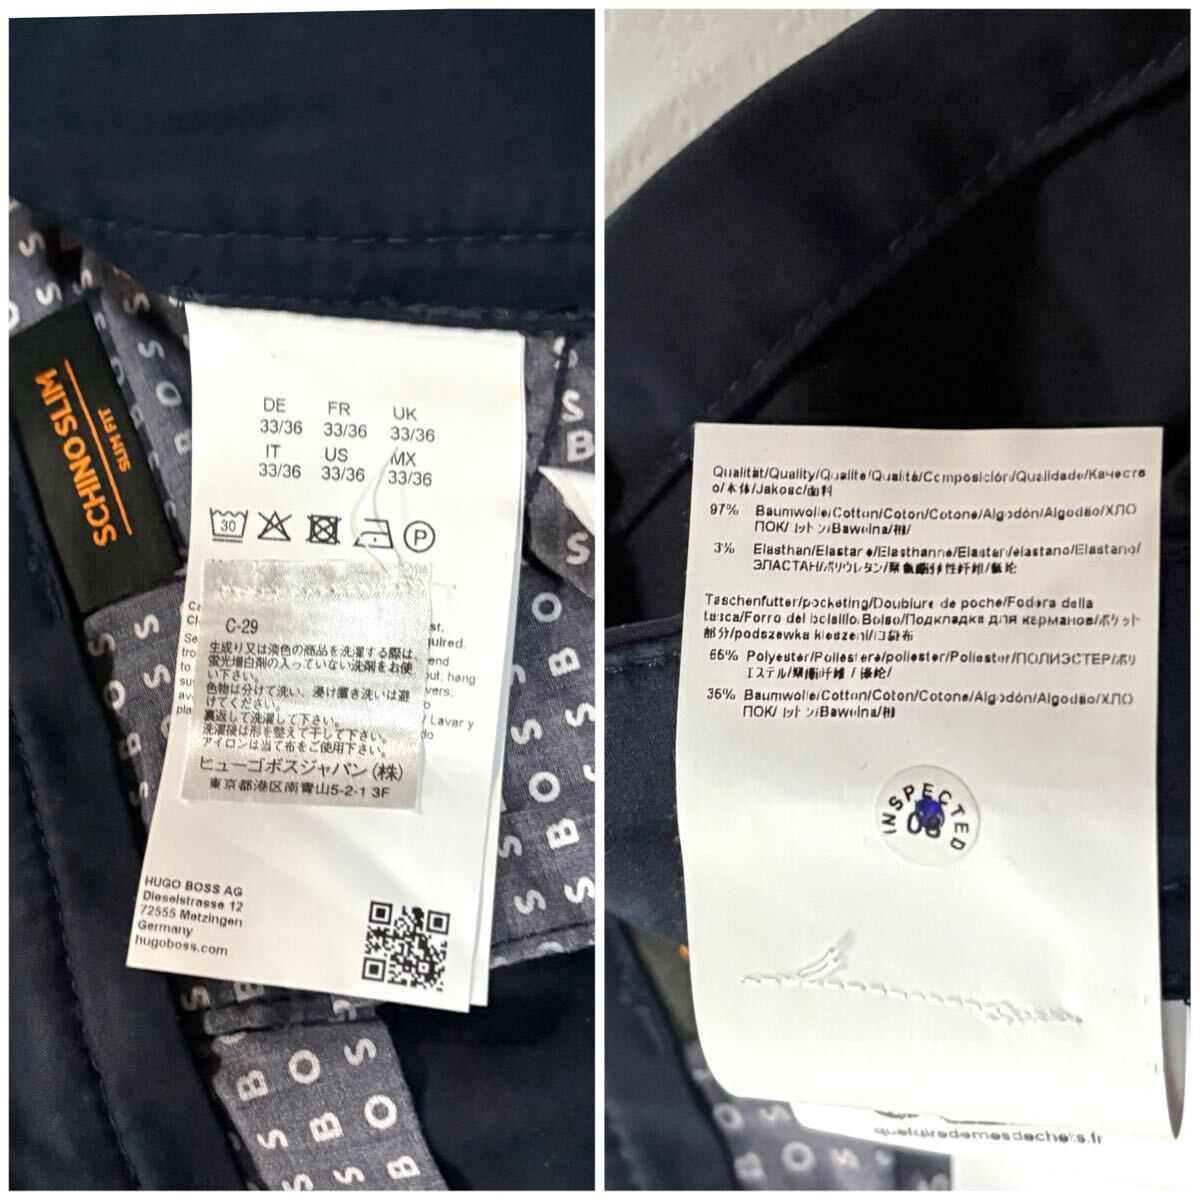 SCHINO SLIM
SLIM FIT
DE FR UK
33/36 33/36 33/36
IT US MX
33/36 33/36 33/36
30
P
C-29
生成り又は淡色の商品を洗濯する際は
蛍光増白剤の入っていない洗剤をお使
い下さい。
色物は分けて洗い、浸け置き洗いは避
けてください。
裏返して洗濯して下さい。
洗濯後は形を整えて干して下さい。
アイロンは当て布をご使用下さい。
ヒューゴボスジャパン(株)
東京都港区南青山5-2-1 3F
HUGO BOSS AG
Dieselstrasse 12
72555 Metzingen
Germany
hugoboss.com
BOSS
Qualität/Quality/Qualite/Qualità/Composición/Qualidade/Качеств
о/本体/Jakosc/面料
97% Baumwolle/Cotton/Coton/Cotone/Algodón/Algodão/ХЛО
ПОК/コットン/Bawelna/棉/
3% Elasthan/Elastane/Elasthanne/Elastan/elastano/Elastano/
ЭЛАСТАН/ポリウレタン/聚氨酯弹性纤维/氨纶
Taschenfutter/pocketing/Doublure de poche/Fodera della
tasca/Forro del bolsillo/Bolso/Подкладка для карманов/ポケット
部分/podszewka kieszeni/口袋布
65% Polyester/Poliestere/poliester/Poliester/ПОЛИЭСТЕР/ポリ
エステル/聚酯纤维 / 涤纶/
35% Baumwolle/Cotton/Coton/Cotone/Algodón/Algodão/ХЛО
ПОК/コットン/Bawelna/棉/
INSPECTED
08
quefairedemesdechets.fr